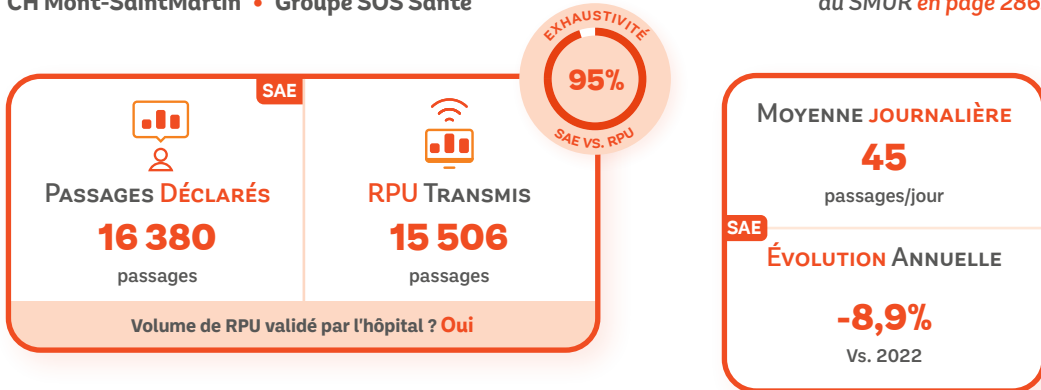 CH Mont-SaintMartin • Groupe SOS Santé
du SMUR en page 286
EXHAUSTIVITÉ
95%
SAE VS. RPU
SAE
PASSAGES DÉCLARÉS
16 380
passages
RPU TRANSMIS
15 506
passages
Volume de RPU validé par l'hôpital ? Oui
MOYENNE JOURNALIÈRE
45
passages/jour
SAE
ÉVOLUTION ANNUELLE
-8,9%
Vs. 2022